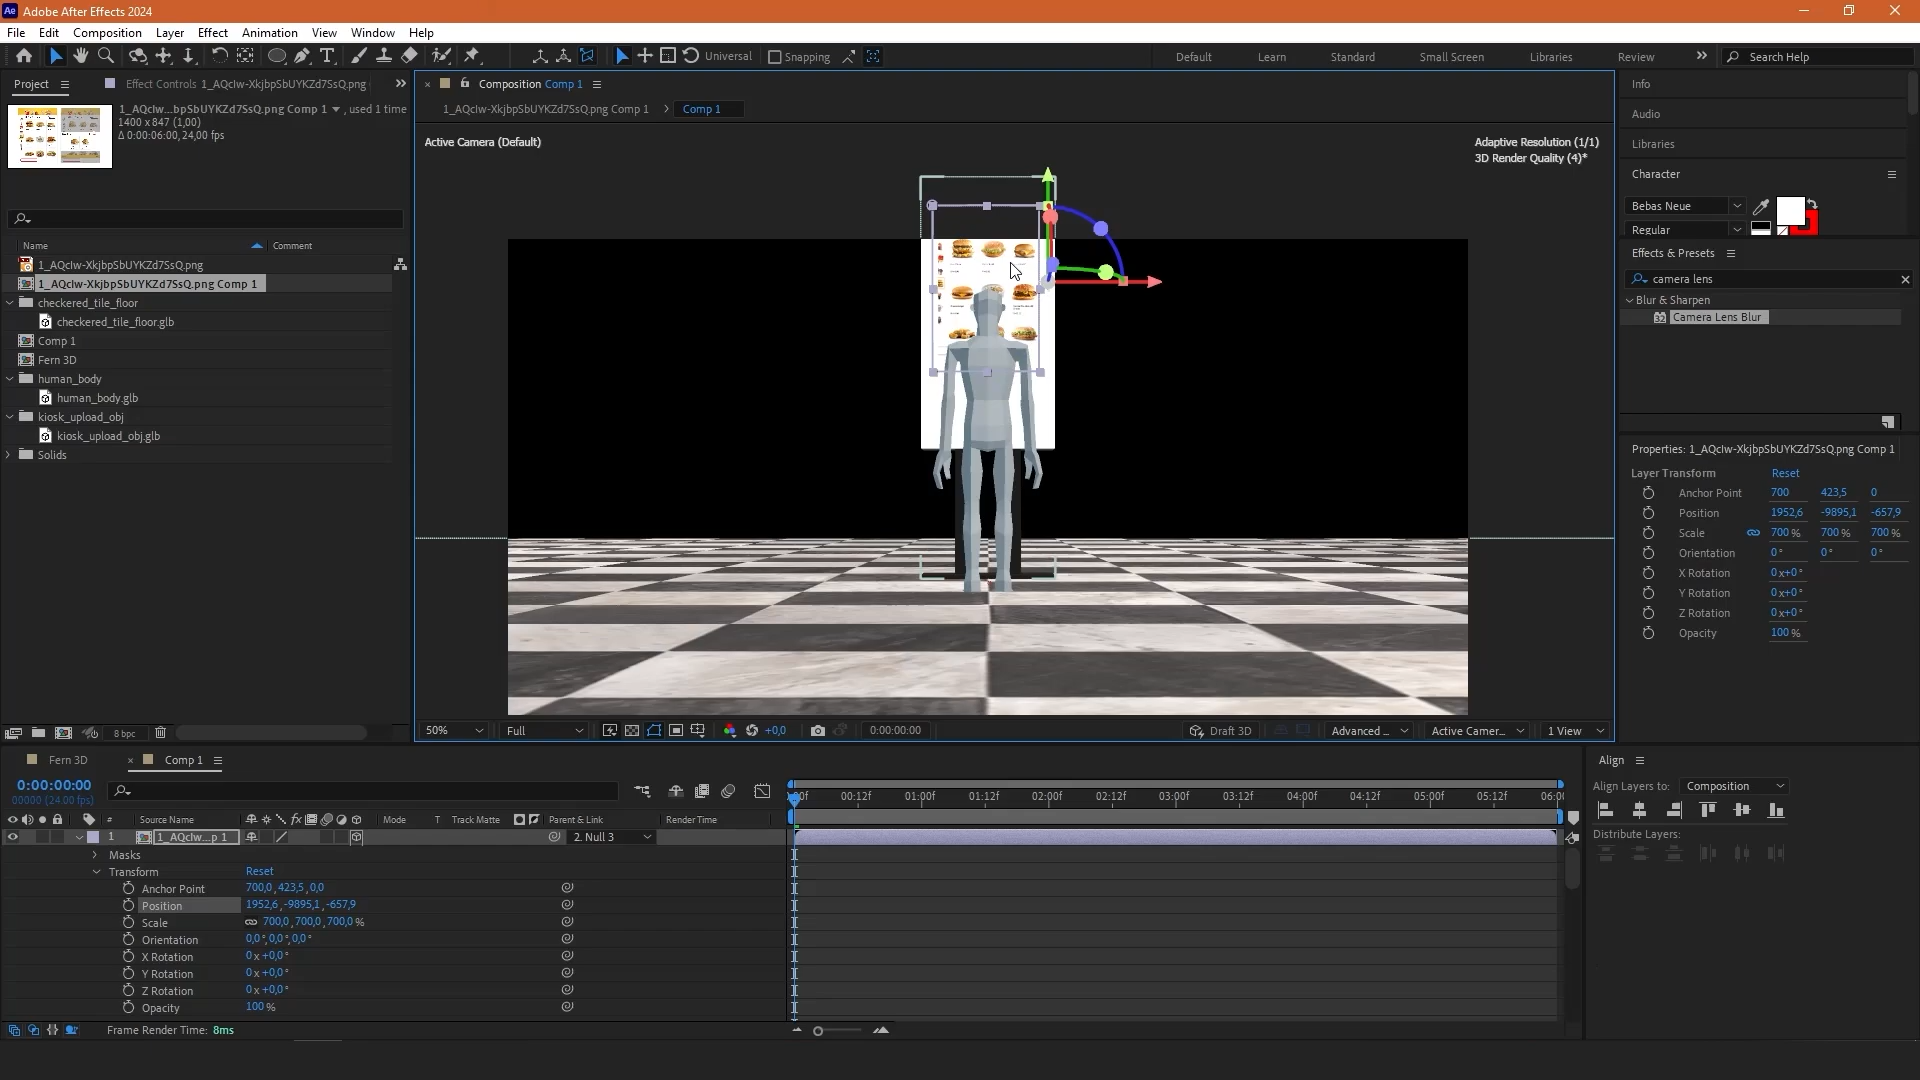 Ae Adobe After Effects 2024
File Edit Composition Layer Effect Animation View Window Help
Universal Snapping Default Learn Standard Small Screen Libraries Review Search Help
Project Effect Controls 1_AQcIw-XkjbpSbUYKZd7SsQ.png
1_AQcIw...bpSbUYKZd7SsQ.png Comp 1 , used 1 time
1400 x 847 (1,00)
Δ 0:00:06:00, 24,00 fps
Name Comment
1_AQcIw-XkjbpSbUYKZd7SsQ.png
1_AQcIw-XkjbpSbUYKZd7SsQ.png Comp 1
checkered_tile_floor
checkered_tile_floor.glb
Comp 1
Fern 3D
human_body
human_body.glb
kiosk_upload_obj
kiosk_upload_obj.glb
Solids
8 bpc
Composition Comp 1
1_AQcIw-XkjbpSbUYKZd7SsQ.png Comp 1 Comp 1
Active Camera (Default)
Adaptive Resolution (1/1)
3D Render Quality (4)*
50% Full +0,0 0:00:00:00 Draft 3D Advanced ... Active Camer... 1 View
Info
Audio
Libraries
Character
Bebas Neue
Regular
Effects & Presets
camera lens
Blur & Sharpen
32 Camera Lens Blur
Properties: 1_AQcIw-XkjbpSbUYKZd7SsQ.png Comp 1
Layer Transform Reset
Anchor Point 700 423,5 0
Position 1952,6 -9895,1 -657,9
Scale 700 % 700 % 700 %
Orientation 0° 0° 0°
X Rotation 0x+0°
Y Rotation 0x+0°
Z Rotation 0x+0°
Opacity 100 %
Fern 3D Comp 1
0:00:00:00
00000 (24.00 fps)
00f 00:12f 01:00f 01:12f 02:00f 02:12f 03:00f 03:12f 04:00f 04:12f 05:00f 05:12f 06:00
# Source Name Mode T Track Matte Parent & Link RenderTime
1 1_AQcIw...p 1 2. Null 3
Masks
Transform Reset
Anchor Point 700,0,423,5,0,0
Position 1952,6,-9895,1,-657,9
Scale 700,0,700,0,700,0 %
Orientation 0,0°,0,0°,0,0°
X Rotation 0x+0,0°
Y Rotation 0x+0,0°
Z Rotation 0x+0,0°
Opacity 100 %
Frame Render Time: 8ms
Align
Align Layers to: Composition
Distribute Layers: